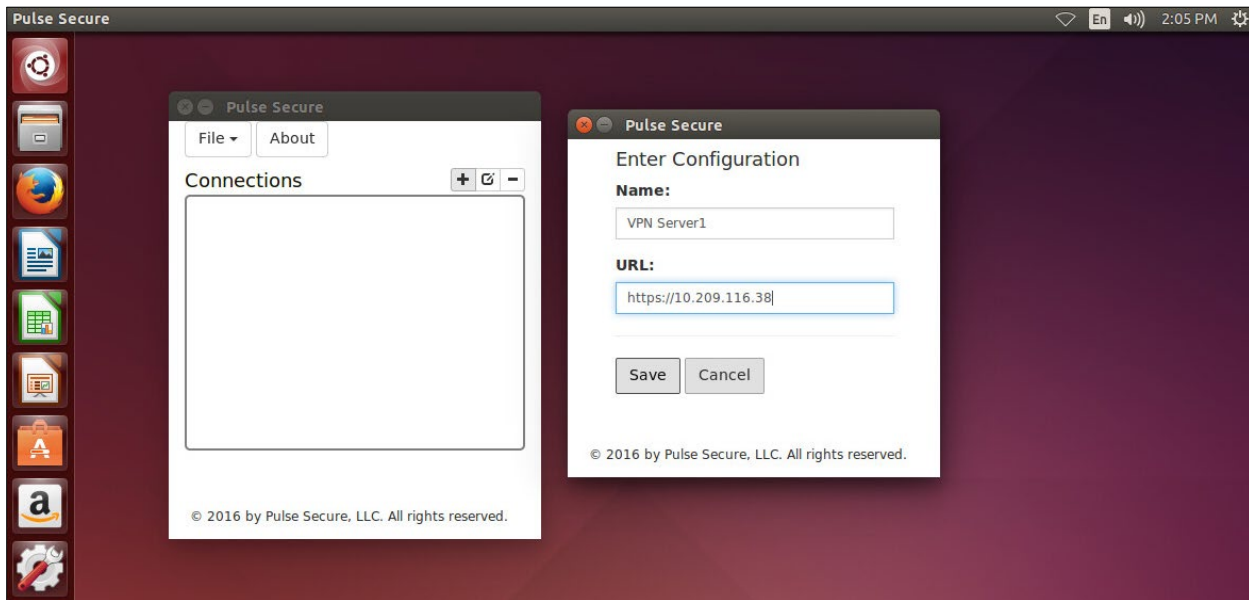 Pulse Secure
En
2:05 PM
Pulse Secure
File
About
Connections
© 2016 by Pulse Secure, LLC. All rights reserved.
Pulse Secure
Enter Configuration
Name:
VPN Server1
URL:
https://10.209.116.38
Save
Cancel
© 2016 by Pulse Secure, LLC. All rights reserved.
A
a